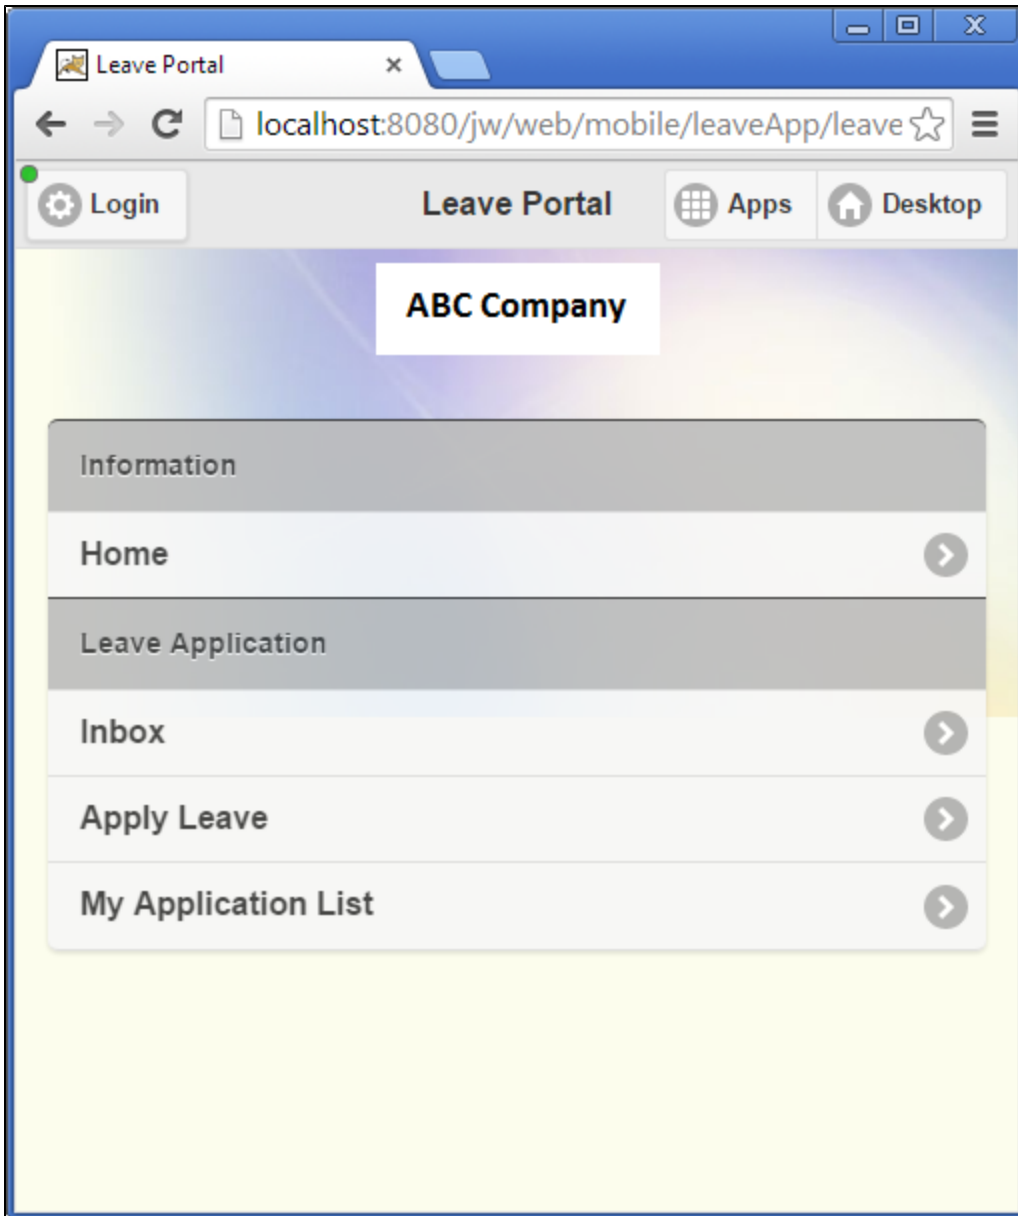 Leave Portal
localhost:8080/jw/web/mobile/leaveApp/leave
Login
Leave Portal
Apps
Desktop
ABC Company
Information
Home
Leave Application
Inbox
Apply Leave
My Application List